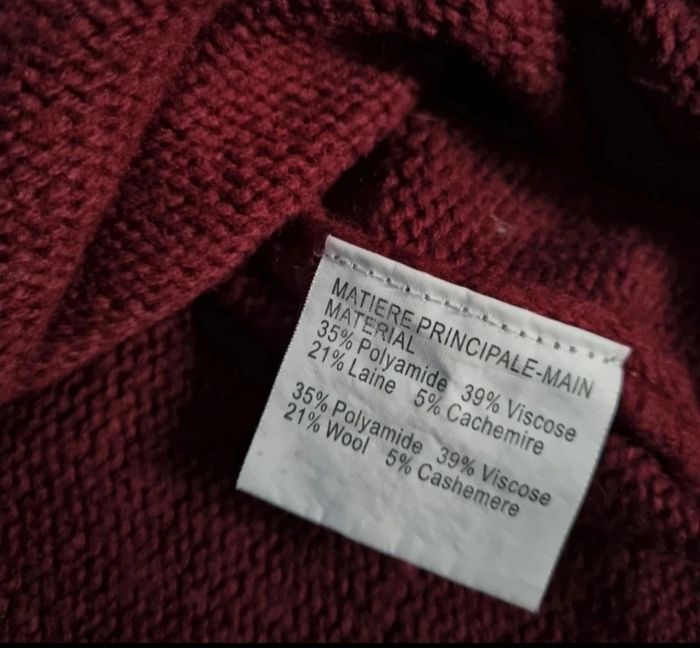 MATIERE PRINCIPALE-MAIN
MATERIAL
35% Polyamide 39% Viscose
21% Laine 5% Cachemire
35% Polyamide 39% Viscose
21% Wool 5% Cashemere